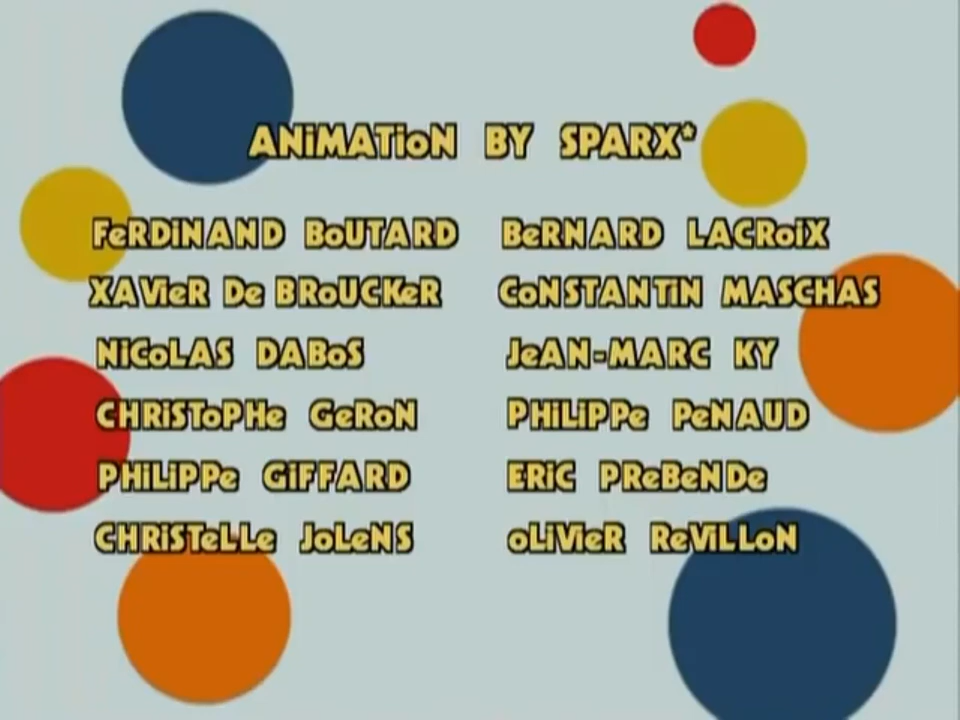 ANiMATioN BY SPARX*
FeRDiNAND BoUTARD
XAVieR De BRoUCKeR
NiCoLAS DABoS
CHRiSToPHe GeRoN
PHiLiPPe GiFFARD
CHRiSTeLLe JoLeNS
BeRNARD LACRoiX
CoNSTANTiN MASCHAS
JeAN-MARC KY
PHiLiPPe PeNAUD
ERiC PReBeNDe
oLiVieR ReViLLoN